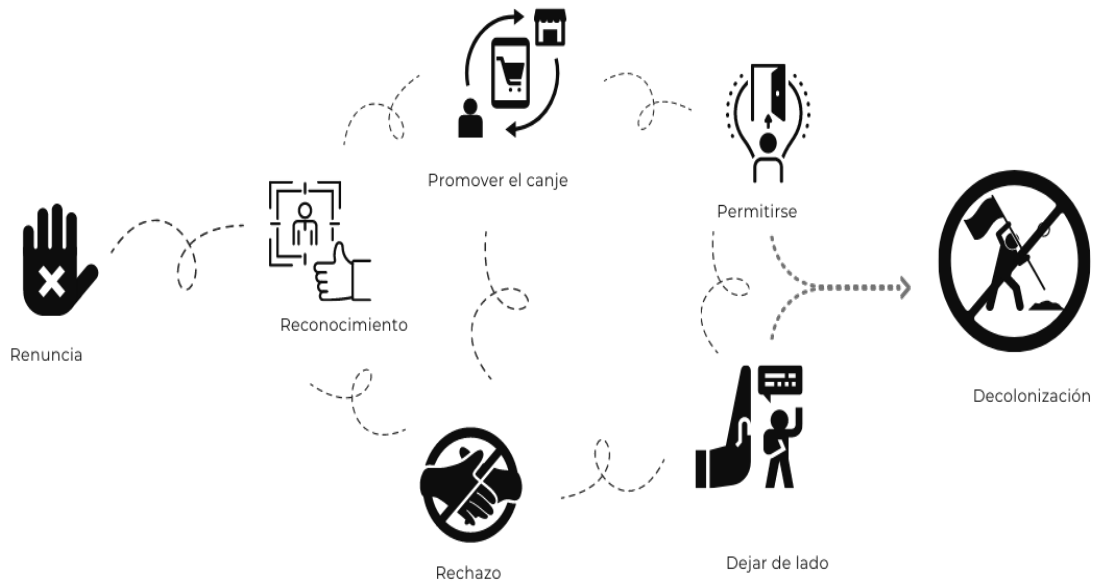 Promover el canje
Permitirse
Reconocimiento
Renuncia
Decolonización
Dejar de lado
Rechazo